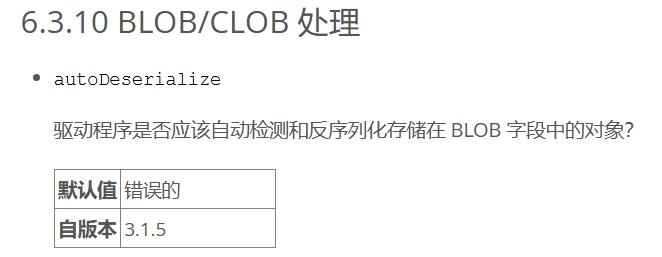 6.3.10 BLOB/CLOB 处理
autoDeserialize
驱动程序是否应该自动检测和反序列化存储在 BLOB 字段中的对象?
默认值 错误的
自版本 3.1.5